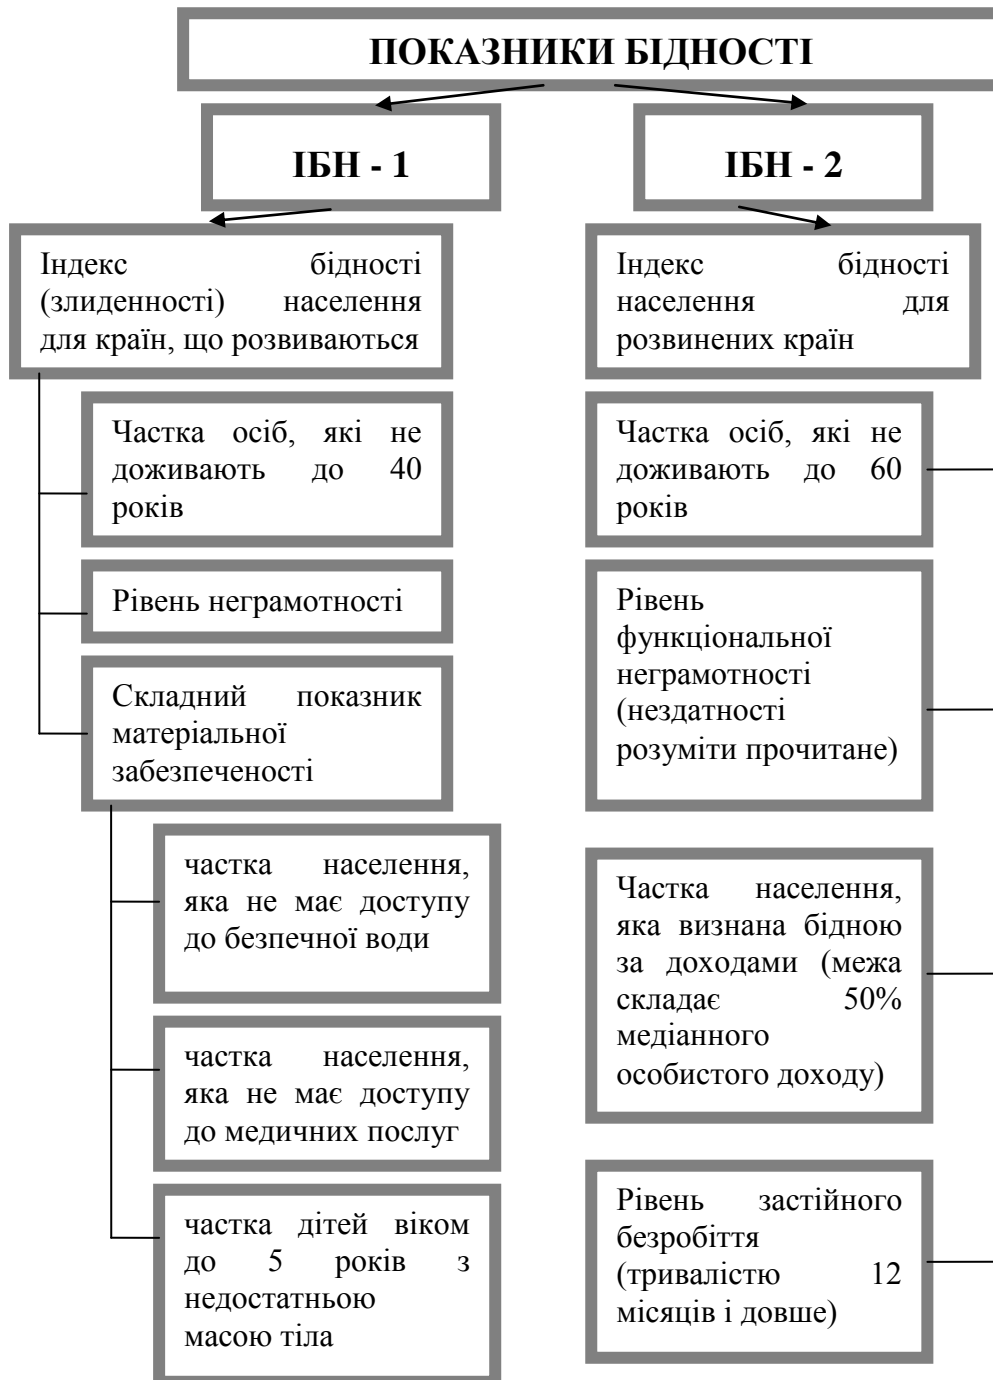 ПОКАЗНИКИ БІДНОСТІ
ІБН - 1
Індекс бідності
(злиденності) населення
для країн, що розвиваються
Частка осіб, які не
доживають до 40
років
Рівень неграмотності
Складний показник
матеріальної
забезпеченості
частка населення,
яка не має доступу
до безпечної води
частка населення,
яка не має доступу
до медичних послуг
частка дітей віком
до 5 років з
недостатньою
масою тіла
ІБН - 2
Індекс бідності
населення для
розвинених країн
Частка осіб, які не
доживають до 60
років
Рівень
функціональної
неграмотності
(нездатності
розуміти прочитане)
Частка населення,
яка визнана бідною
за доходами (межа
складає 50%
медіанного
особистого доходу)
Рівень застійного
безробіття
(тривалістю 12
місяців і довше)